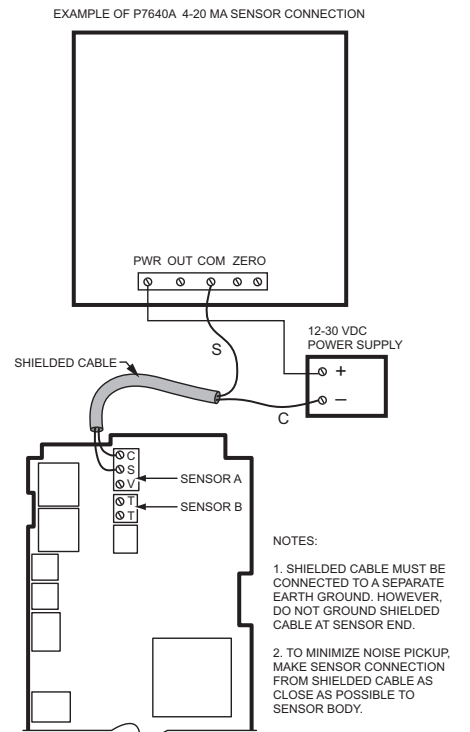 EXAMPLE OF P7640A 4-20 MA SENSOR CONNECTION
PWR OUT COM ZERO
S
12-30 VDC
POWER SUPPLY
+
–
SHIELDED CABLE
C
C
S
V
SENSOR A
T
T
SENSOR B
NOTES:
1. SHIELDED CABLE MUST BE
CONNECTED TO A SEPARATE
EARTH GROUND. HOWEVER,
DO NOT GROUND SHIELDED
CABLE AT SENSOR END.
2. TO MINIMIZE NOISE PICKUP,
MAKE SENSOR CONNECTION
FROM SHIELDED CABLE AS
CLOSE AS POSSIBLE TO
SENSOR BODY.